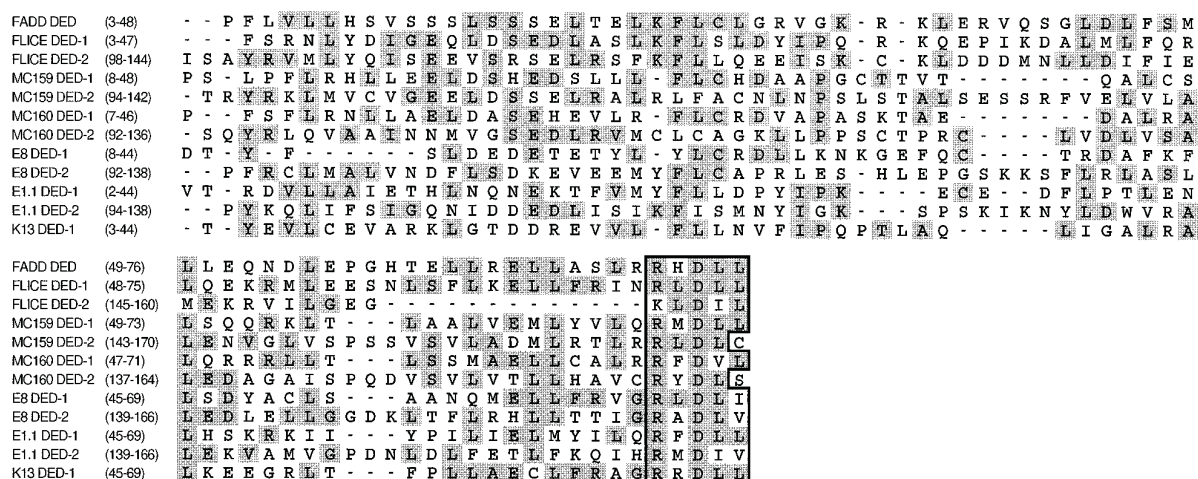 FADD DED (3-48) - - P F L V L L H S V S S S L S S S E L T E L K F L C L G R V G K - R - K L E R V Q S G L D L F S M
FLICE DED-1 (3-47) - - - F S R N L Y D I G E Q L D S E D L A S L K F L S L D Y I P Q - R - K Q E P I K D A L M L F Q R
FLICE DED-2 (98-144) I S A Y R V M L Y Q I S E E V S R S E L R S F K F L L Q E E I S K - C - K L D D D M N L L D I F I E
MC159 DED-1 (8-48) P S - L P F L R H L L E E L D S H E D S L L L - F L C H D A A P G C T T V T - - - - - - Q A L C S
MC159 DED-2 (94-142) - T R Y R K L M V C V G E E L D S S E L R A L R L F A C N L N P S L S T A L S E S S R F V E L V L A
MC160 DED-1 (7-46) P - - F S F L R N L L A E L D A S E H E V L R - F L C R D V A P A S K T A E - - - - - - D A L R A
MC160 DED-2 (92-136) - S Q Y R L Q V A A I N N M V G S E D L R V M C L C A G K L L P P S C T P R C - - - - L V D L V S A
E8 DED-1 (8-44) D T - Y - F - - - - - S L D E D E T E T Y L - Y L C R D L L K N K G E F Q C - - - - T R D A F K F
E8 DED-2 (92-138) - - P F R C L M A L V N D F L S D K E V E E M Y F L C A P R L E S - H L E P G S K K S F L R L A S L
E1.1 DED-1 (2-44) V T - R D V L L A I E T H L N Q N E K T F V M Y F L L D P Y I P K - - - E C E - D F L P T L E N
E1.1 DED-2 (94-138) - - P Y K Q L I F S I G Q N I D D E D L I S I K F I S M N Y I G K - - S P S K I K N Y L D W V R A
K13 DED-1 (3-44) - T - Y E V L C E V A R K L G T D D R E V V L - F L L N V F I P Q P T L A Q - - - - - L I G A L R A
FADD DED (49-76) L L E Q N D L E P G H T E L L R E L L A S L R R H D L L
FLICE DED-1 (48-75) L Q E K R M L E E S N L S F L K E L L F R I N R L D L L
FLICE DED-2 (145-160) M E K R V I L G E G - - - - - - - - - - - - - K L D I L
MC159 DED-1 (49-73) L S Q Q R K L T - - - L A A L V E M L Y V L Q R M D L L
MC159 DED-2 (143-170) L E N V G L V S P S S V S V L A D M L R T L R R L D L C
MC160 DED-1 (47-71) L Q R R R L L T - - - L S S M A E L L C A L R R F D V L
MC160 DED-2 (137-164) L E D A G A I S P Q D V S V L V T L L H A V C R Y D L S
E8 DED-1 (45-69) L S D Y A C L S - - - A A N Q M E L L F R V G R L D L I
E8 DED-2 (139-166) L E D L E L L G G D K L T F L R H L L T T I G R A D L V
E1.1 DED-1 (45-69) L H S K R K I I - - - Y P I L I E L M Y I L Q R F D L L
E1.1 DED-2 (139-166) L E K V A M V G P D N L D L F E T L F K Q I H R M D I V
K13 DED-1 (45-69) L K E E G R L T - - - F P L L A E C L F R A G R R D L L